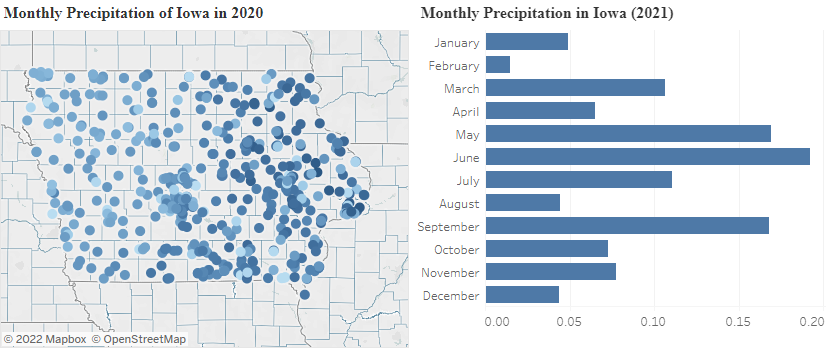 Monthly Precipitation of Iowa in 2020
© 2022 Mapbox © OpenStreetMap
Monthly Precipitation in Iowa (2021)
January
February
March
April
May
June
July
August
September
October
November
December
0.00 0.05 0.10 0.15 0.20